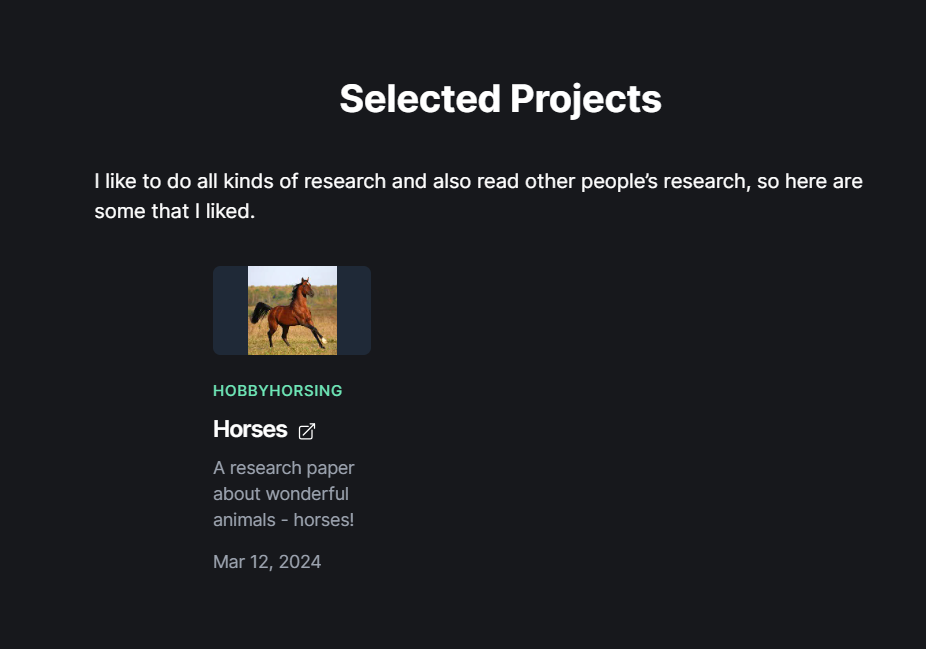 Selected Projects
I like to do all kinds of research and also read other people’s research, so here are
some that I liked.
HOBBYHORSING
Horses
A research paper
about wonderful
animals - horses!
Mar 12, 2024